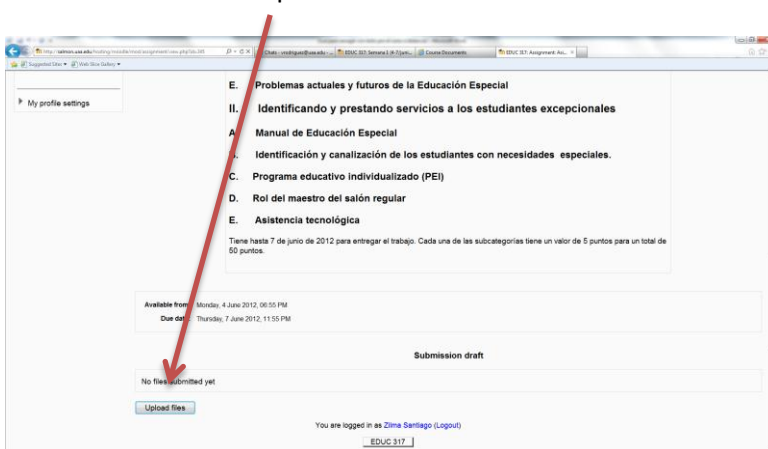 Suggested Sites ▾ Web Slice Gallery ▾
E. Problemas actuales y futuros de la Educación Especial
My profile settings
II. Identificando y prestando servicios a los estudiantes excepcionales
A. Manual de Educación Especial
Identificación y canalización de los estudiantes con necesidades especiales.
C. Programa educativo individualizado (PEI)
D. Rol del maestro del salón regular
E. Asistencia tecnológica
Tiene hasta 7 de junio de 2012 para entregar el trabajo. Cada una de las subcategorías tiene un valor de 5 puntos para un total de
50 puntos.
Available from: Monday, 4 June 2012, 06:55 PM
Due date: Thursday, 7 June 2012, 11:55 PM
Submission draft
No files submitted yet
Upload files
You are logged in as Zilma Santiago (Logout)
EDUC 317